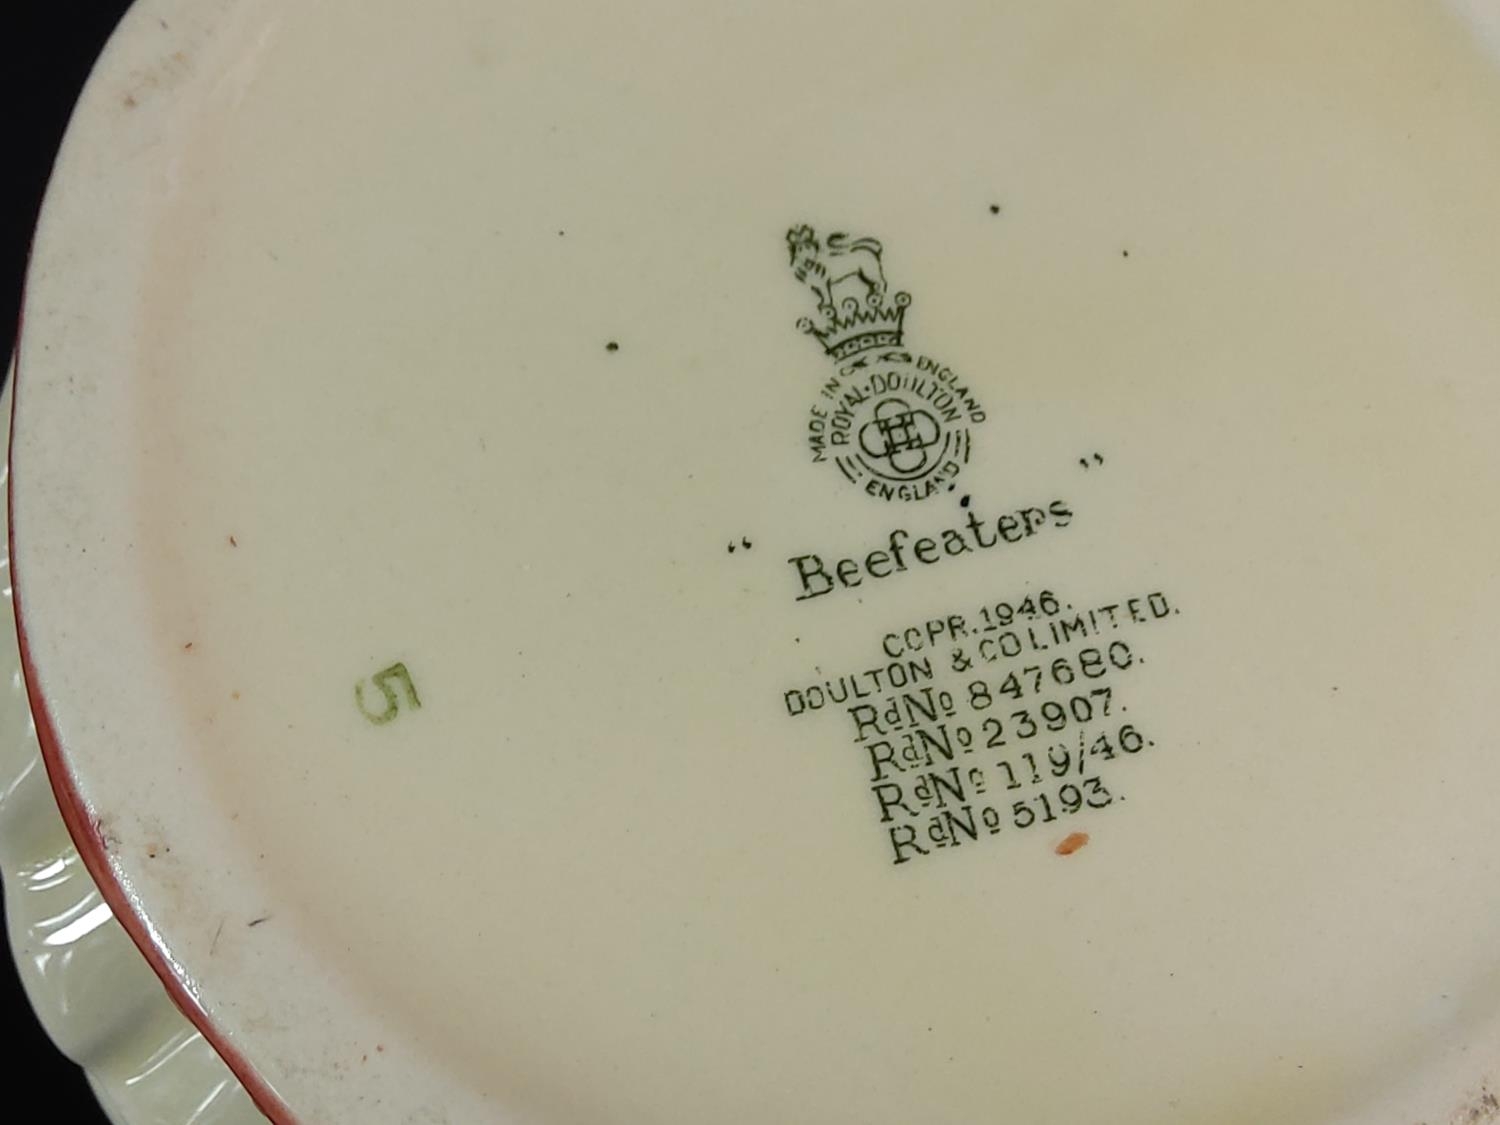 MADE IN ENGLAND
ROYAL·DOULTON
ENGLAND
“Beefeaters”
COPR.1946.
DOULTON & CO LIMITED.
RdNo 847680.
RdNo 23907.
RdNo 119/46.
RdNo 5193.
5